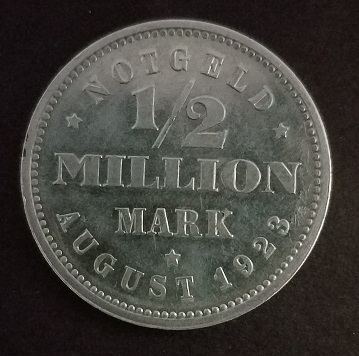 NOTGELD
1/2
MILLION
MARK
AUGUST 1923